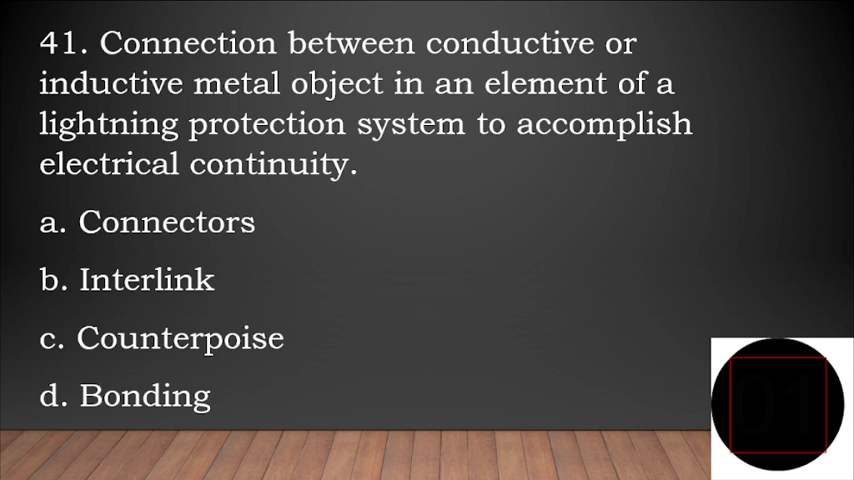 41. Connection between conductive or
inductive metal object in an element of a
lightning protection system to accomplish
electrical continuity.
a. Connectors
b. Interlink
c. Counterpoise
d. Bonding
01